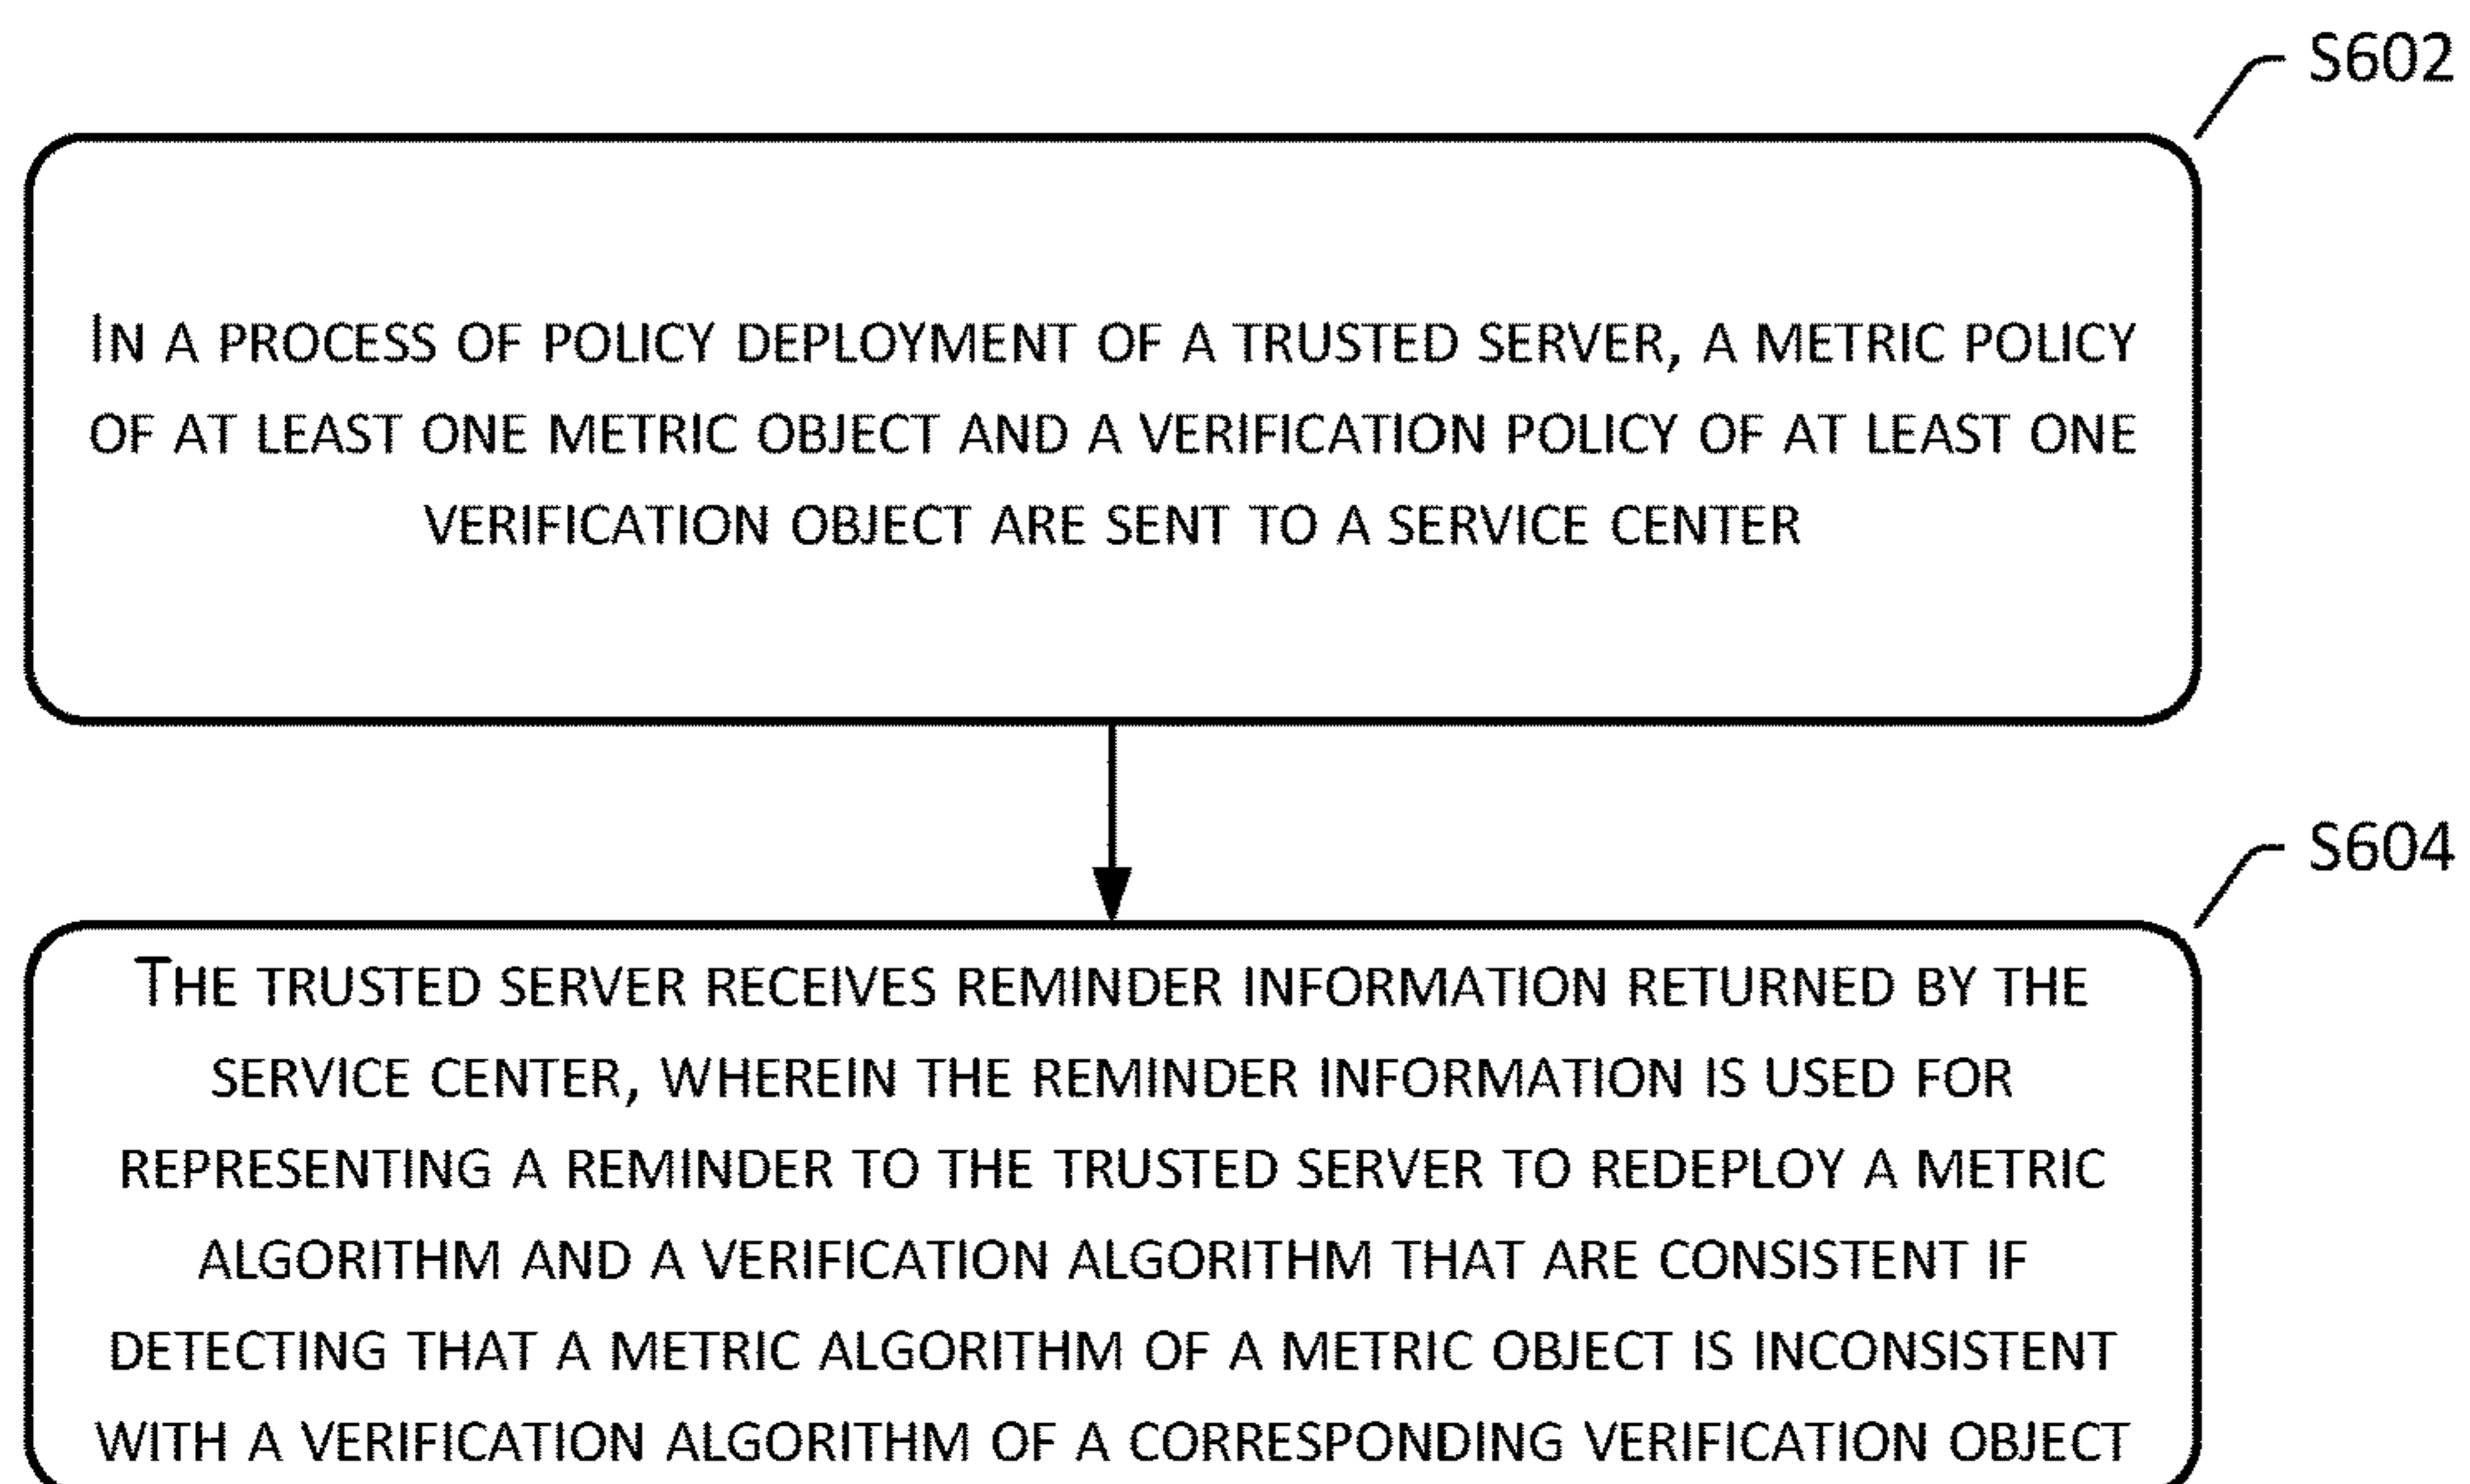 S602
IN A PROCESS OF POLICY DEPLOYMENT OF A TRUSTED SERVER, A METRIC POLICY
OF AT LEAST ONE METRIC OBJECT AND A VERIFICATION POLICY OF AT LEAST ONE
VERIFICATION OBJECT ARE SENT TO A SERVICE CENTER
S604
THE TRUSTED SERVER RECEIVES REMINDER INFORMATION RETURNED BY THE
SERVICE CENTER, WHEREIN THE REMINDER INFORMATION IS USED FOR
REPRESENTING A REMINDER TO THE TRUSTED SERVER TO REDEPLOY A METRIC
ALGORITHM AND A VERIFICATION ALGORITHM THAT ARE CONSISTENT IF
DETECTING THAT A METRIC ALGORITHM OF A METRIC OBJECT IS INCONSISTENT
WITH A VERIFICATION ALGORITHM OF A CORRESPONDING VERIFICATION OBJECT